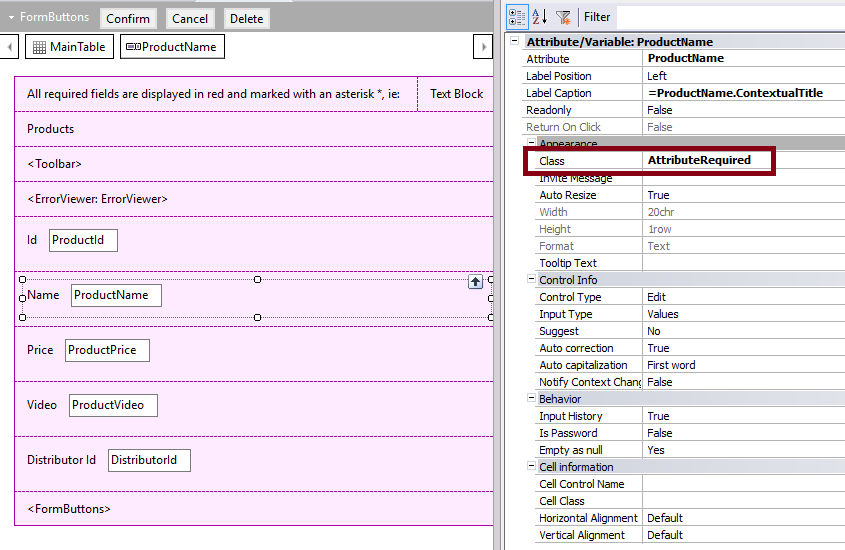 FormButtons Confirm Cancel Delete
MainTable ProductName
All required fields are displayed in red and marked with an asterisk *, ie: Text Block
Products
<Toolbar>
<ErrorViewer: ErrorViewer>
Id ProductId
Name ProductName
Price ProductPrice
Video ProductVideo
Distributor Id DistributorId
<FormButtons>
Filter
Attribute/Variable: ProductName
Attribute ProductName
Label Position Left
Label Caption =ProductName.ContextualTitle
Readonly False
Return On Click False
Appearance
Class AttributeRequired
Invite Message
Auto Resize True
Width 20chr
Height 1row
Format Text
Tooltip Text
Control Info
Control Type Edit
Input Type Values
Suggest No
Auto correction True
Auto capitalization First word
Notify Context Chang False
Behavior
Input History True
Is Password False
Empty as null Yes
Cell information
Cell Control Name
Cell Class
Horizontal Alignment Default
Vertical Alignment Default